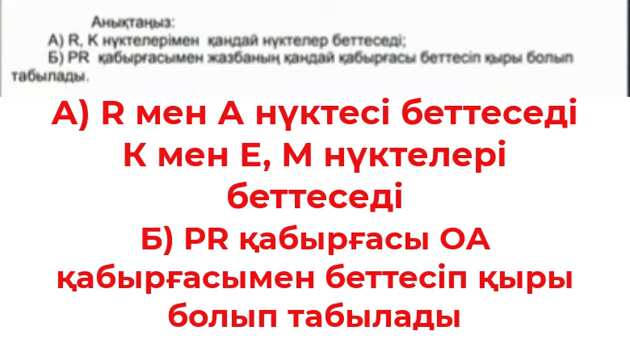 Анықтаңыз:
А) R, K нүктелерімен қандай нүктелер беттеседі;
Б) PR қабырғасымен жазбаның қандай қабырғасы беттесіп қыры болып
табылады.
А) R мен А нүктесі беттеседі
К мен Е, М нүктелері
беттеседі
Б) PR қабырғасы ОА
қабырғасымен беттесіп қыры
болып табылады